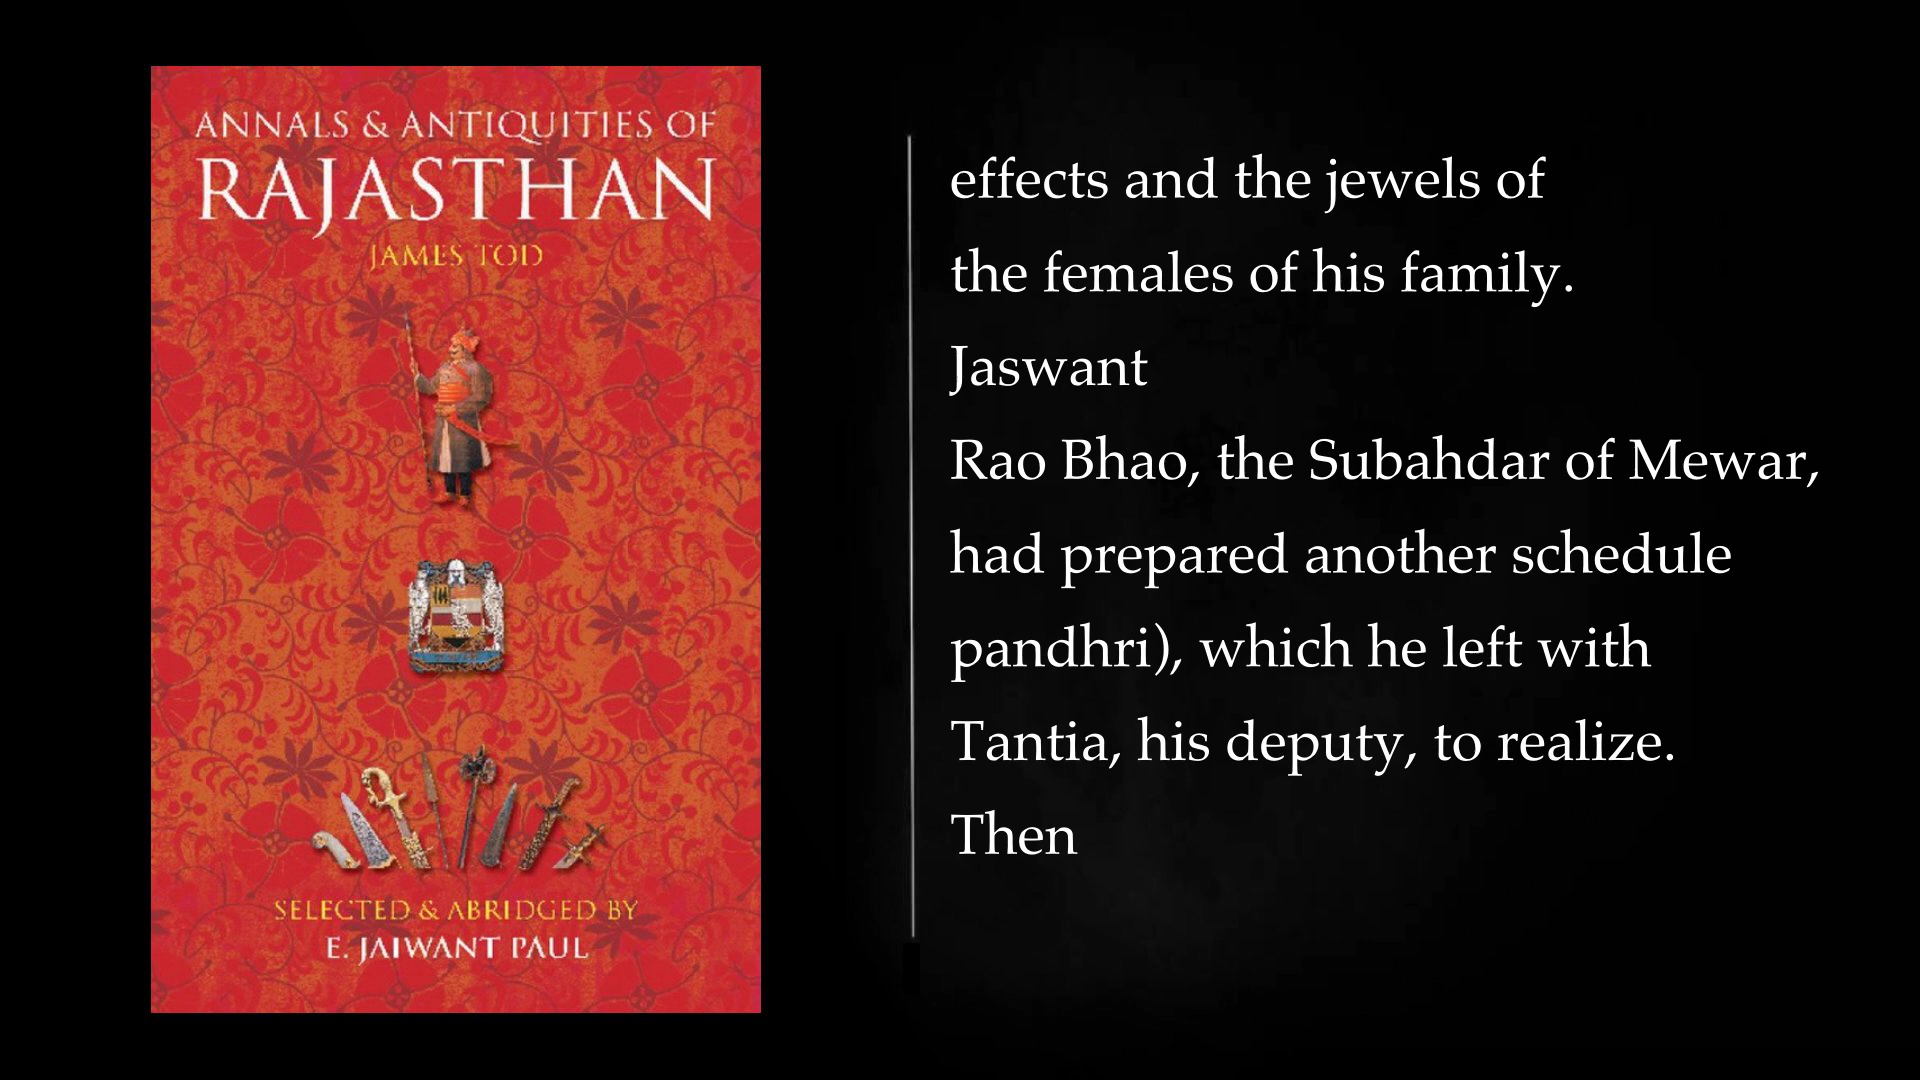 ANNALS & ANTIQUITIES OF
RAJASTHAN
JAMES TOD
SELECTED & ABRIDGED BY
E. JAIWANT PAUL
effects and the jewels of
the females of his family.
Jaswant
Rao Bhao, the Subahdar of Mewar,
had prepared another schedule
pandhri), which he left with
Tantia, his deputy, to realize.
Then